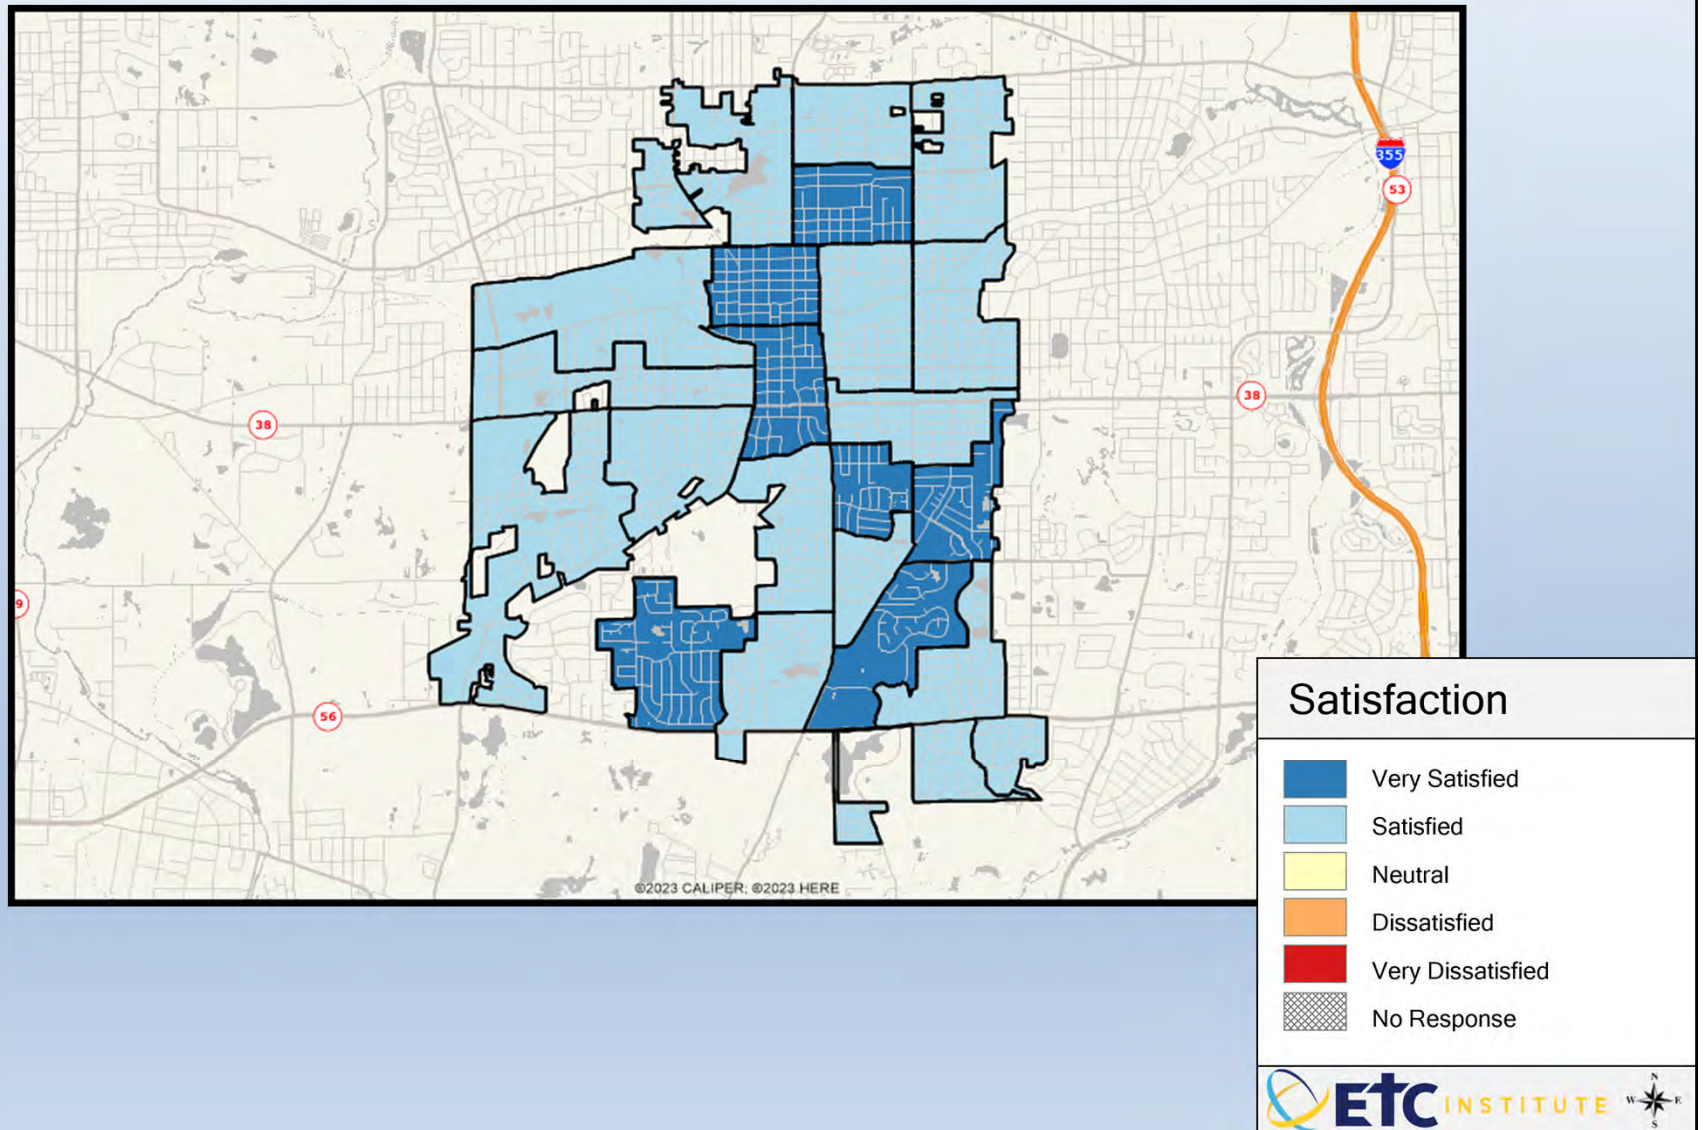 355
53
38
38
9
56
©2023 CALIPER; ©2023 HERE
Satisfaction
Very Satisfied
Satisfied
Neutral
Dissatisfied
Very Dissatisfied
No Response
ETC INSTITUTE
N
W E
S